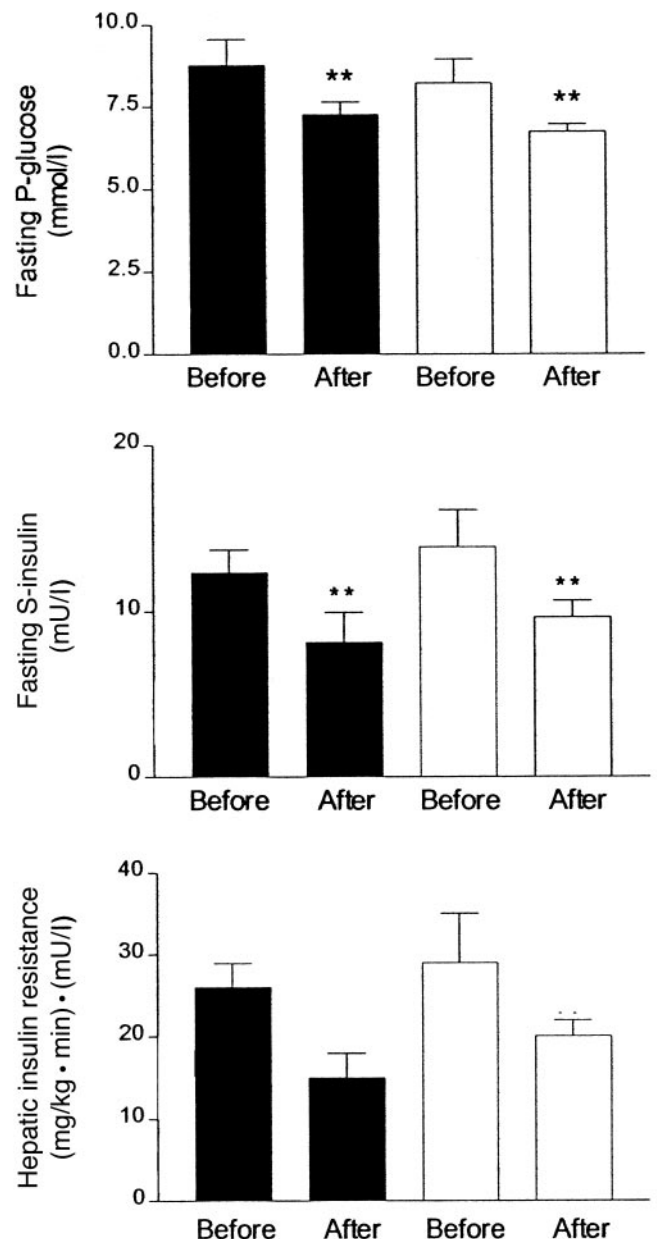 Fasting P-glucose
(mmol/l)
10.0
7.5
5.0
2.5
0.0
**
**
Before After Before After
Fasting S-insulin
(mU/l)
20
10
0
**
**
Before After Before After
Hepatic insulin resistance
(mg/kg • min) • (mU/l)
40
30
20
10
0
Before After Before After